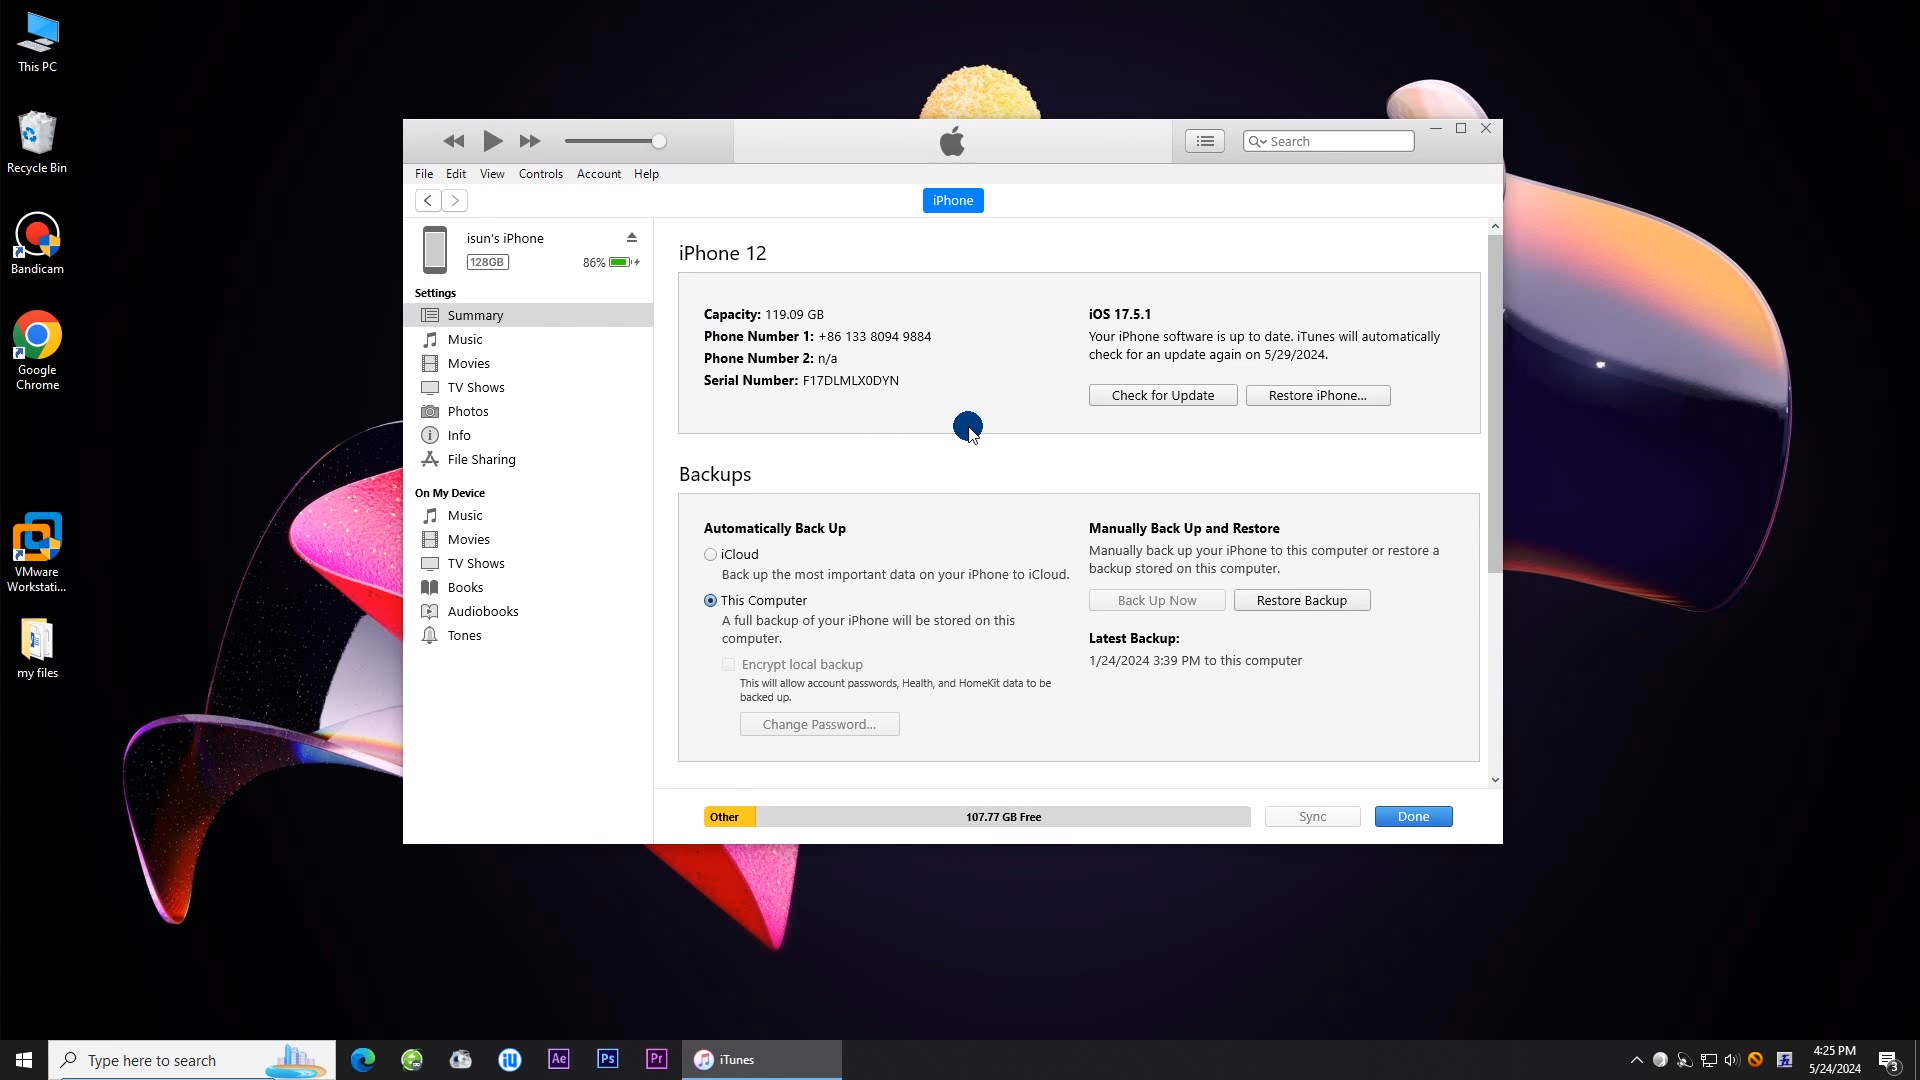 This PC
Recycle Bin
Bandicam
Google
Chrome
VMware
Workstati...
my files
Search
File Edit View Controls Account Help
iPhone
isun's iPhone
128GB
86%
Settings
Summary
Music
Movies
TV Shows
Photos
Info
File Sharing
On My Device
Music
Movies
TV Shows
Books
Audiobooks
Tones
iPhone 12
Capacity: 119.09 GB
Phone Number 1: +86 133 8094 9884
Phone Number 2: n/a
Serial Number: F17DLMLX0DYN
iOS 17.5.1
Your iPhone software is up to date. iTunes will automatically
check for an update again on 5/29/2024.
Check for Update
Restore iPhone...
Backups
Automatically Back Up
iCloud
Back up the most important data on your iPhone to iCloud.
This Computer
A full backup of your iPhone will be stored on this
computer.
Encrypt local backup
This will allow account passwords, Health, and HomeKit data to be
backed up.
Change Password...
Manually Back Up and Restore
Manually back up your iPhone to this computer or restore a
backup stored on this computer.
Back Up Now
Restore Backup
Latest Backup:
1/24/2024 3:39 PM to this computer
Other
107.77 GB Free
Sync
Done
Type here to search
iU
Ae
Ps
Pr
iTunes
五
4:25 PM
5/24/2024
3